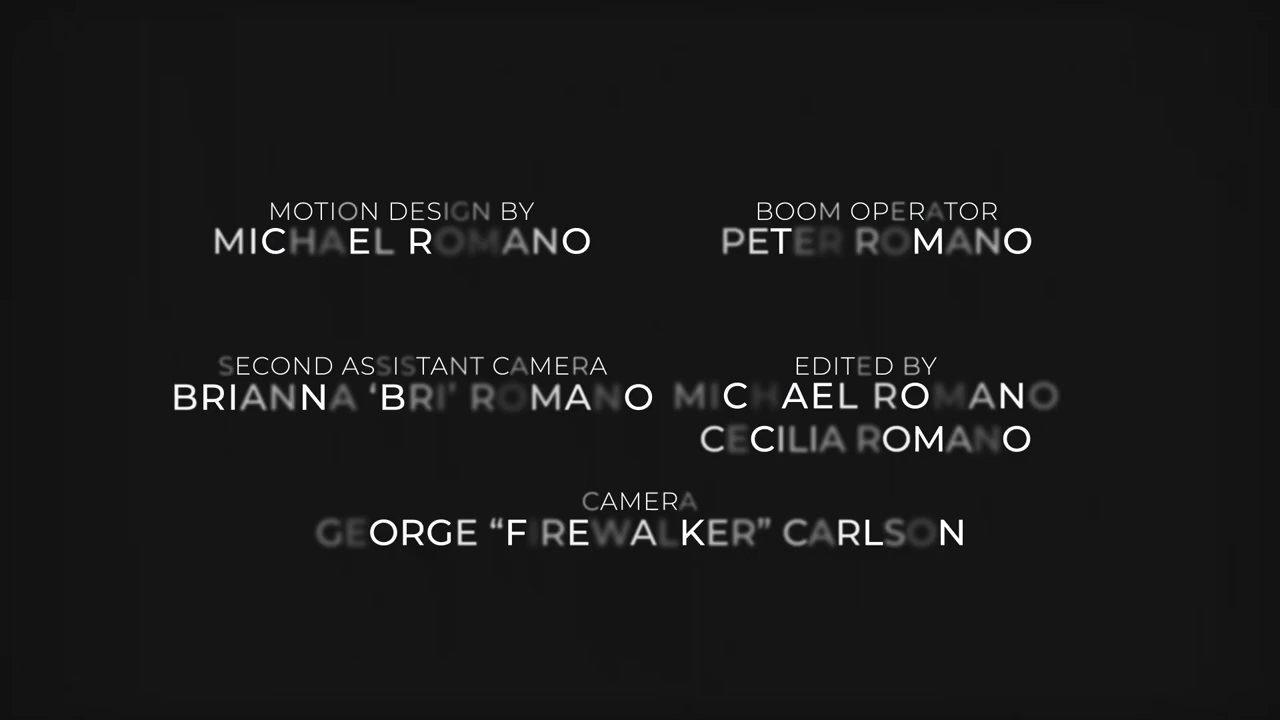 MOTION DESIGN BY
MICHAEL ROMANO
BOOM OPERATOR
PETER ROMANO
SECOND ASSISTANT CAMERA
BRIANNA ‘BRI’ ROMANO
EDITED BY
MICHAEL ROMANO
CECILIA ROMANO
CAMERA
GEORGE “FIREWALKER” CARLSON